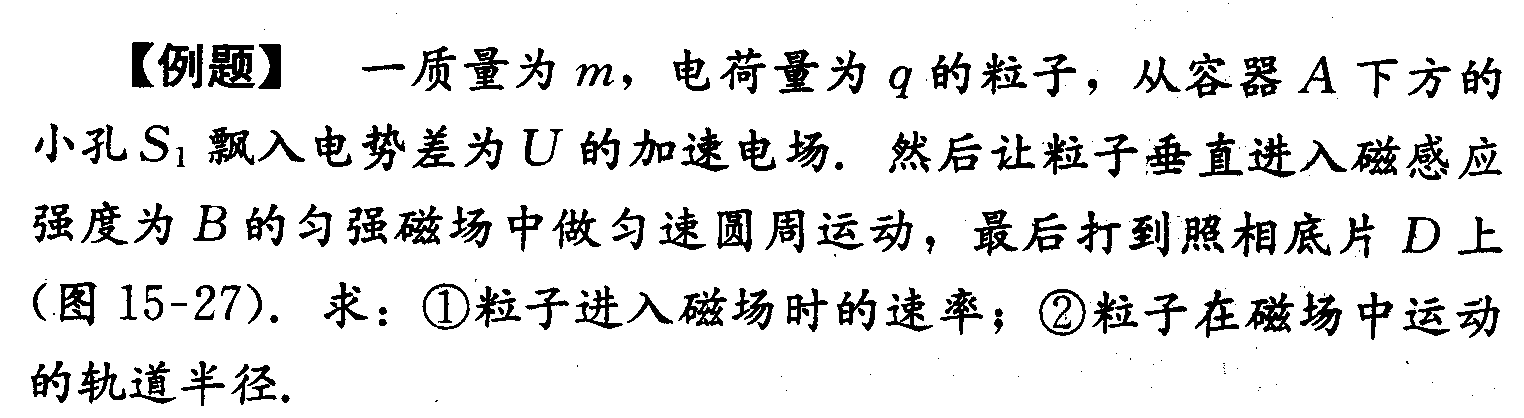 【例题】 一质量为 m，电荷量为 q 的粒子，从容器 A 下方的
小孔 S₁ 飘入电势差为 U 的加速电场．然后让粒子垂直进入磁感应
强度为 B 的匀强磁场中做匀速圆周运动，最后打到照相底片 D 上
(图 15-27)．求：①粒子进入磁场时的速率；②粒子在磁场中运动
的轨道半径．